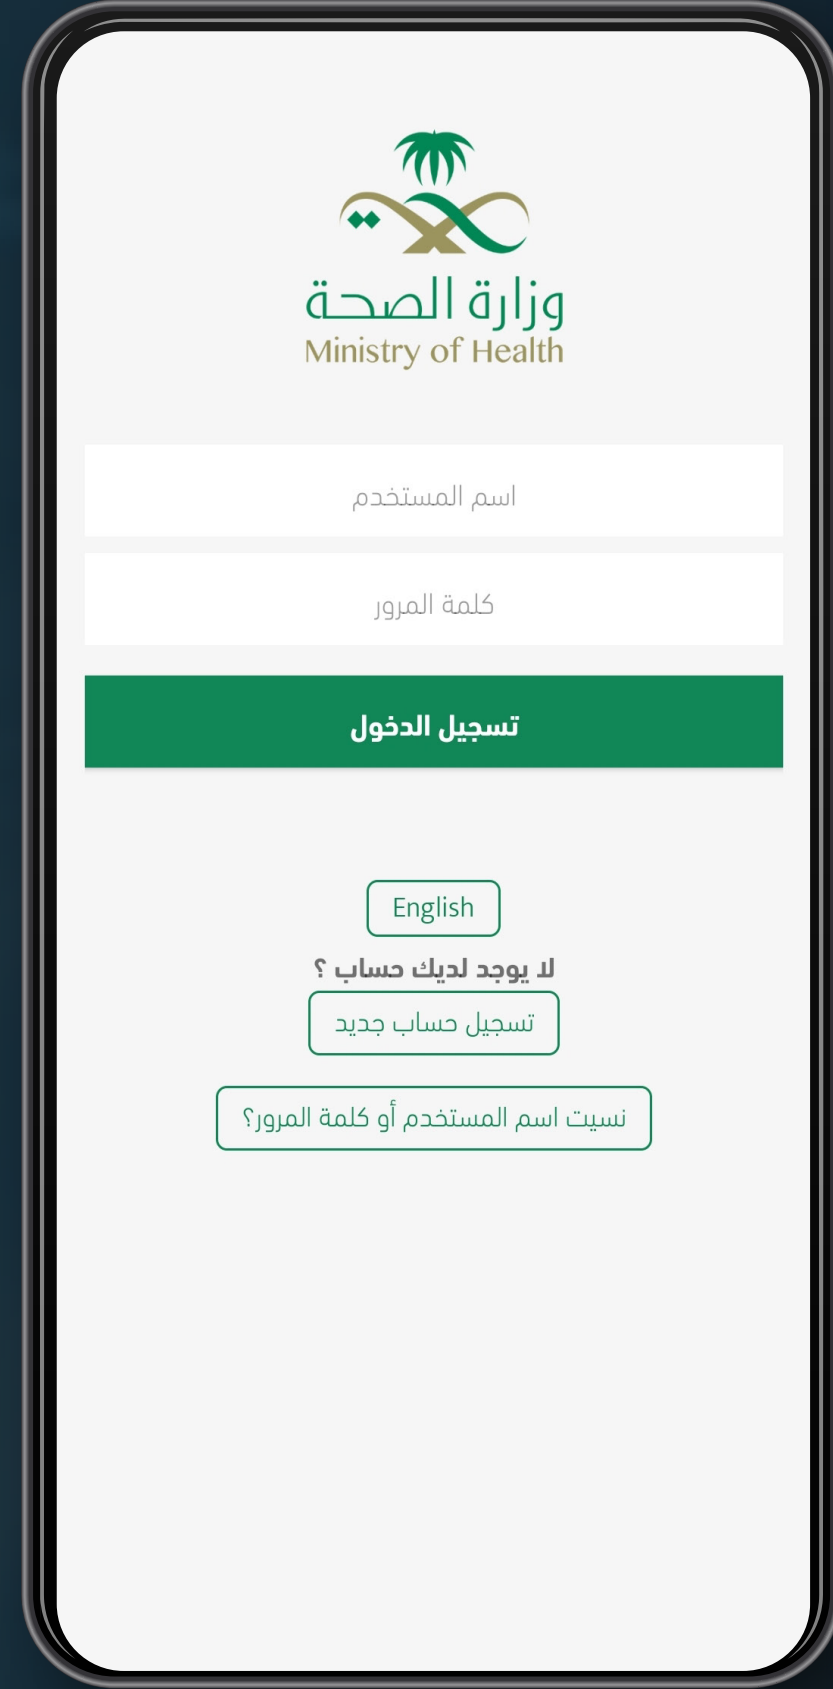 وزارة الصحة
Ministry of Health
اسم المستخدم
كلمة المرور
تسجيل الدخول
English
لا يوجد لديك حساب ؟
تسجيل حساب جديد
نسيت اسم المستخدم أو كلمة المرور؟